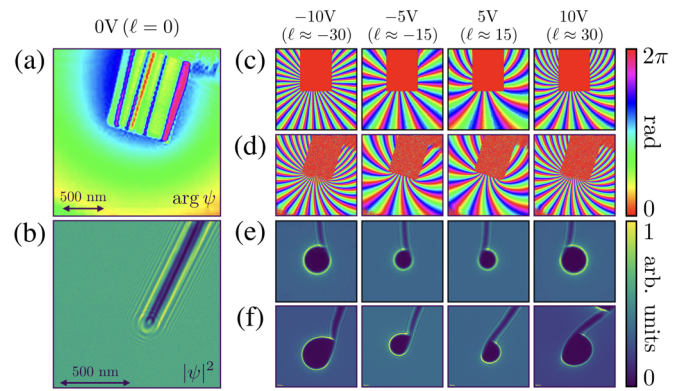 0V (ℓ = 0)
−10V
(ℓ ≈ −30)
−5V
(ℓ ≈ −15)
5V
(ℓ ≈ 15)
10V
(ℓ ≈ 30)
(a)
500 nm
arg ψ
(b)
500 nm
|ψ|²
(c)
(d)
(e)
(f)
2π
rad
0
1
arb. units
0